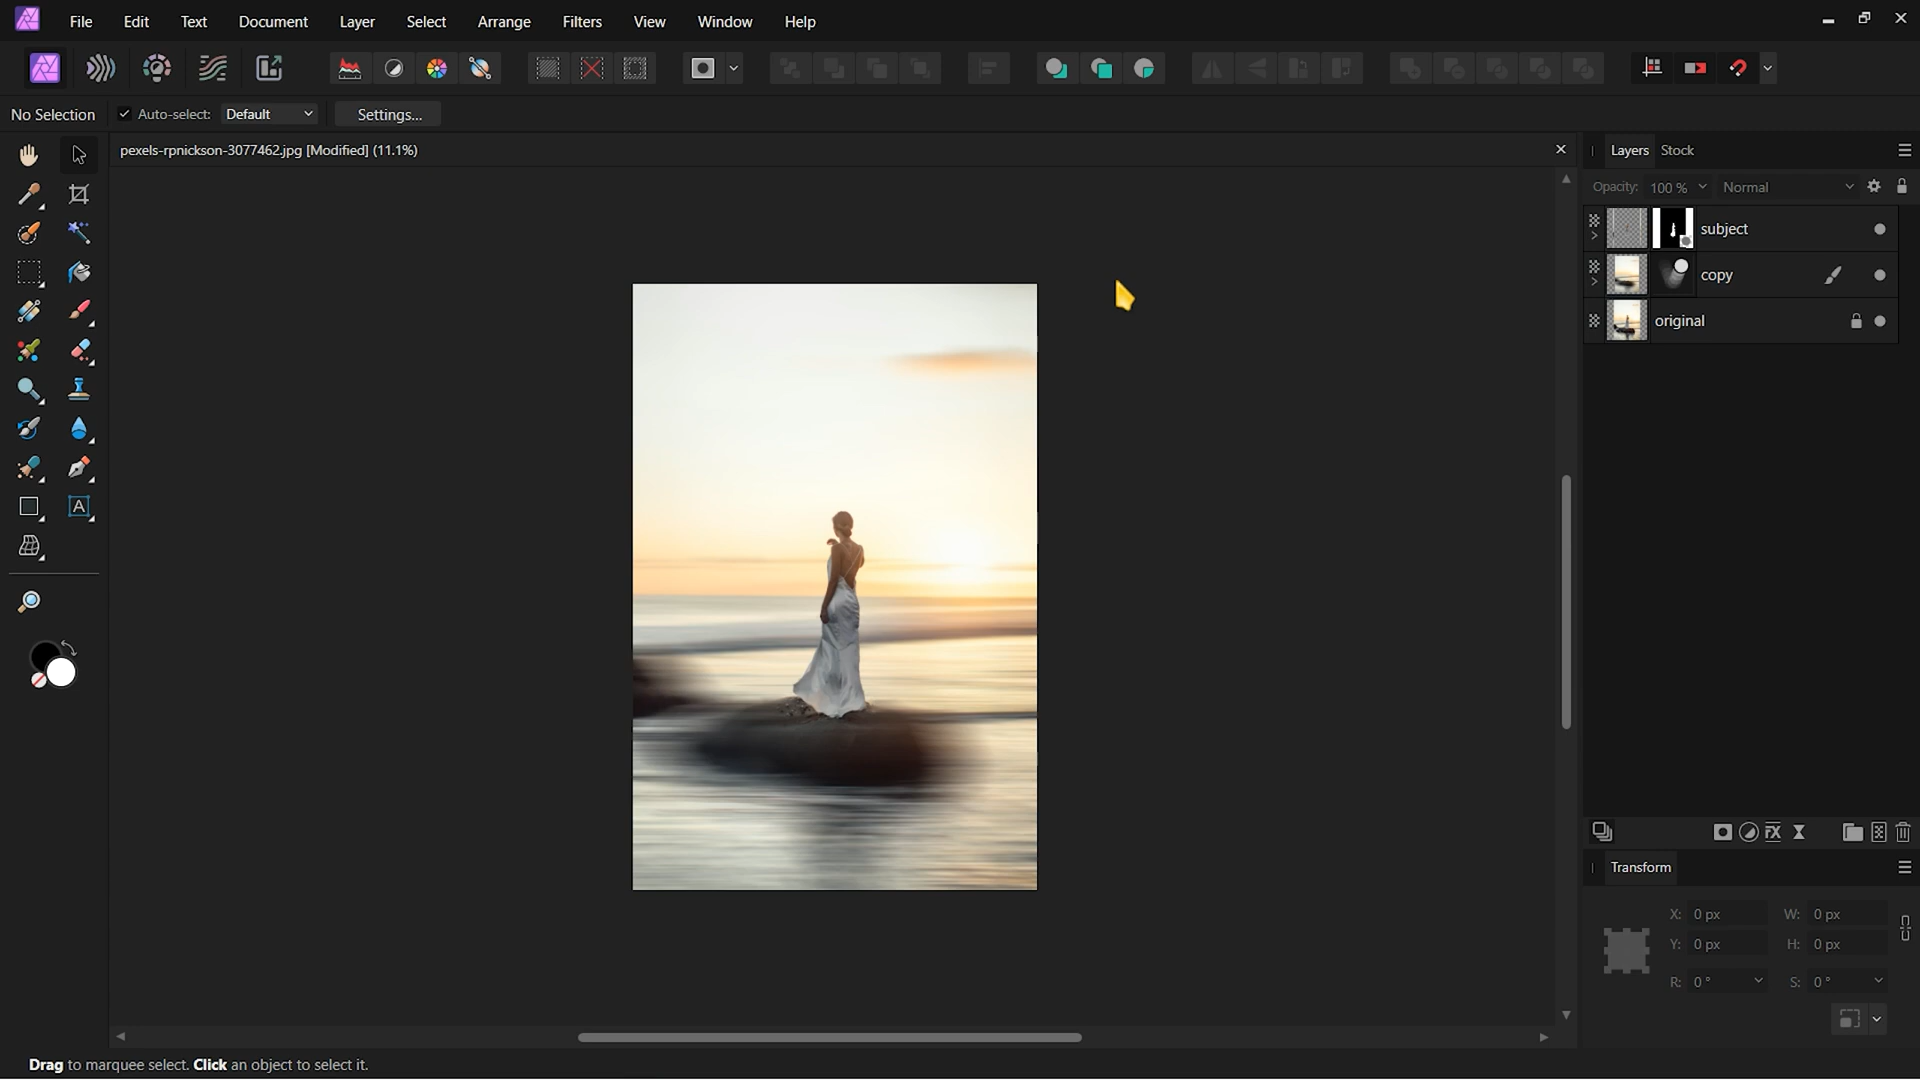 File Edit Text Document Layer Select Arrange Filters View Window Help
No Selection Auto-select: Default Settings...
pexels-rpnickson-3077462.jpg [Modified] (11.1%)
Layers Stock
Opacity: 100 % Normal
subject
copy
original
FX
A
Transform
X: 0 px W: 0 px
Y: 0 px H: 0 px
R: 0 ° S: 0 °
Drag to marquee select. Click an object to select it.